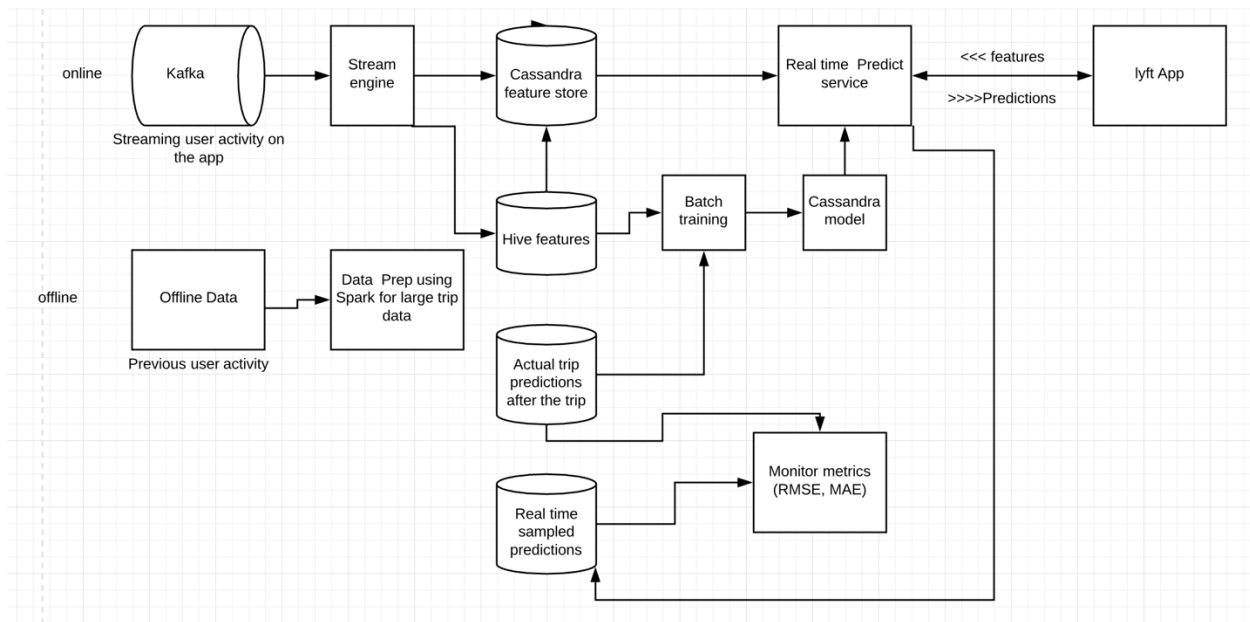 online
Kafka
Streaming user activity on
the app
Stream
engine
Cassandra
feature store
Real time  Predict
service
<<< features
>>>>Predictions
lyft App
Hive features
Batch
training
Cassandra
model
offline
Offline Data
Previous user activity
Data  Prep using
Spark for large trip
data
Actual trip
predictions
after the trip
Monitor metrics
(RMSE, MAE)
Real time
sampled
predictions